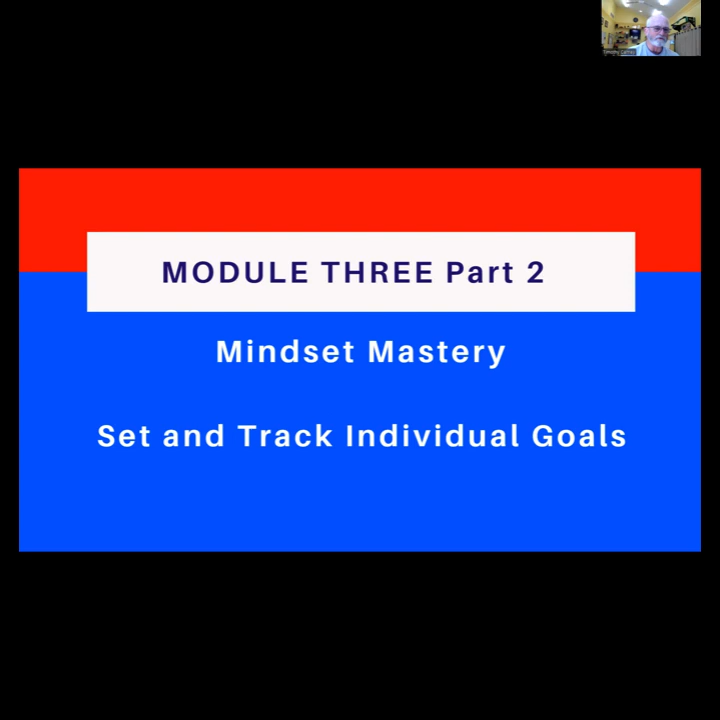 MODULE THREE Part 2
Mindset Mastery
Set and Track Individual Goals